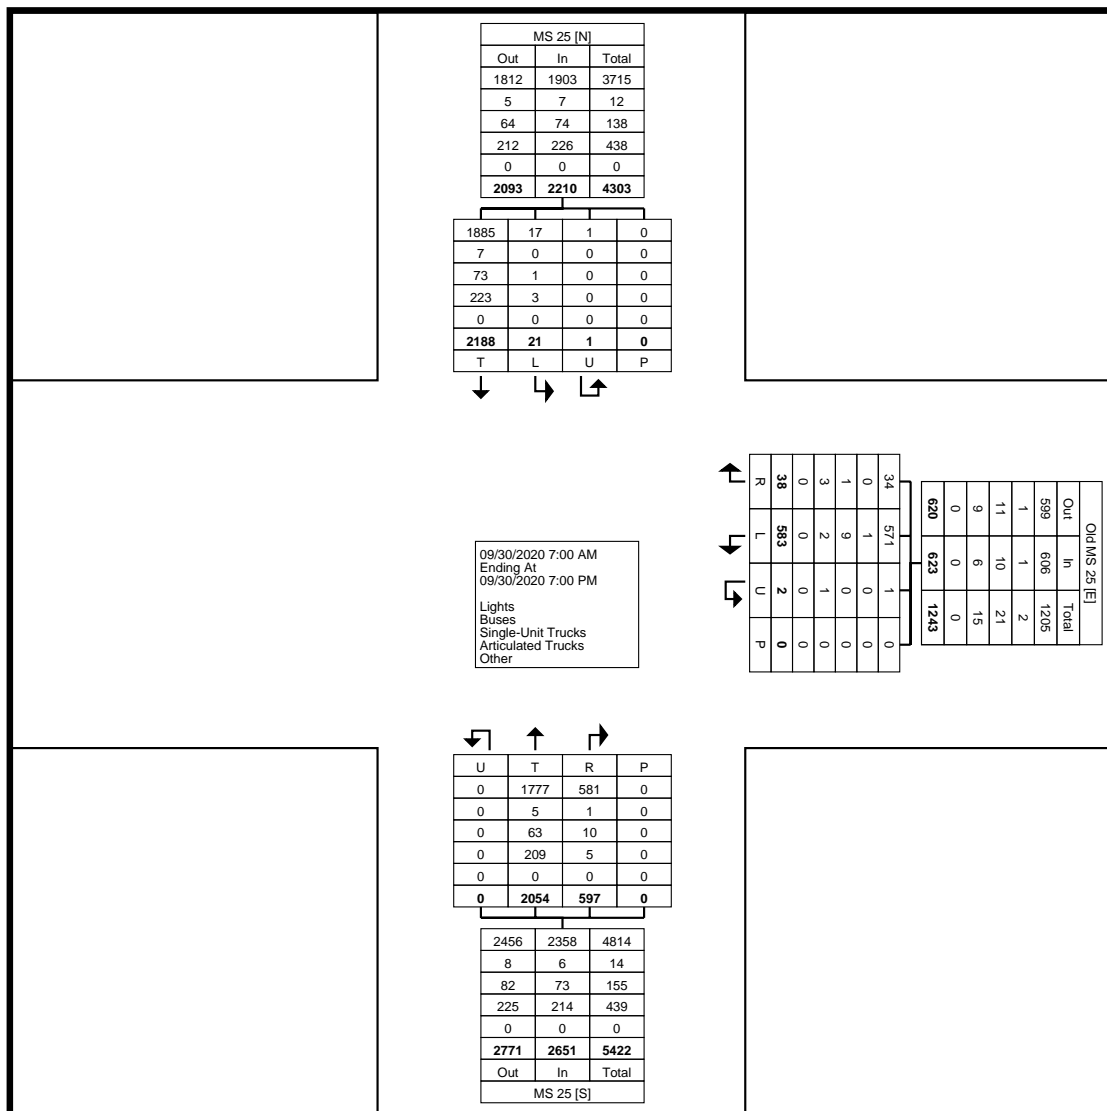 MS 25 [N]
Out In Total
1812 1903 3715
5 7 12
64 74 138
212 226 438
0 0 0
2093 2210 4303
1885 17 1 0
7 0 0 0
73 1 0 0
223 3 0 0
0 0 0 0
2188 21 1 0
T L U P
Old MS 25 [E]
Out In Total
599 606 1205
1 1 2
11 10 21
9 6 15
0 0 0
620 623 1243
34 571 1 0
0 1 0 0
1 9 0 0
3 2 1 0
0 0 0 0
38 583 2 0
R L U P
09/30/2020 7:00 AM
Ending At
09/30/2020 7:00 PM
Lights
Buses
Single-Unit Trucks
Articulated Trucks
Other
U T R P
0 1777 581 0
0 5 1 0
0 63 10 0
0 209 5 0
0 0 0 0
0 2054 597 0
2456 2358 4814
8 6 14
82 73 155
225 214 439
0 0 0
2771 2651 5422
Out In Total
MS 25 [S]